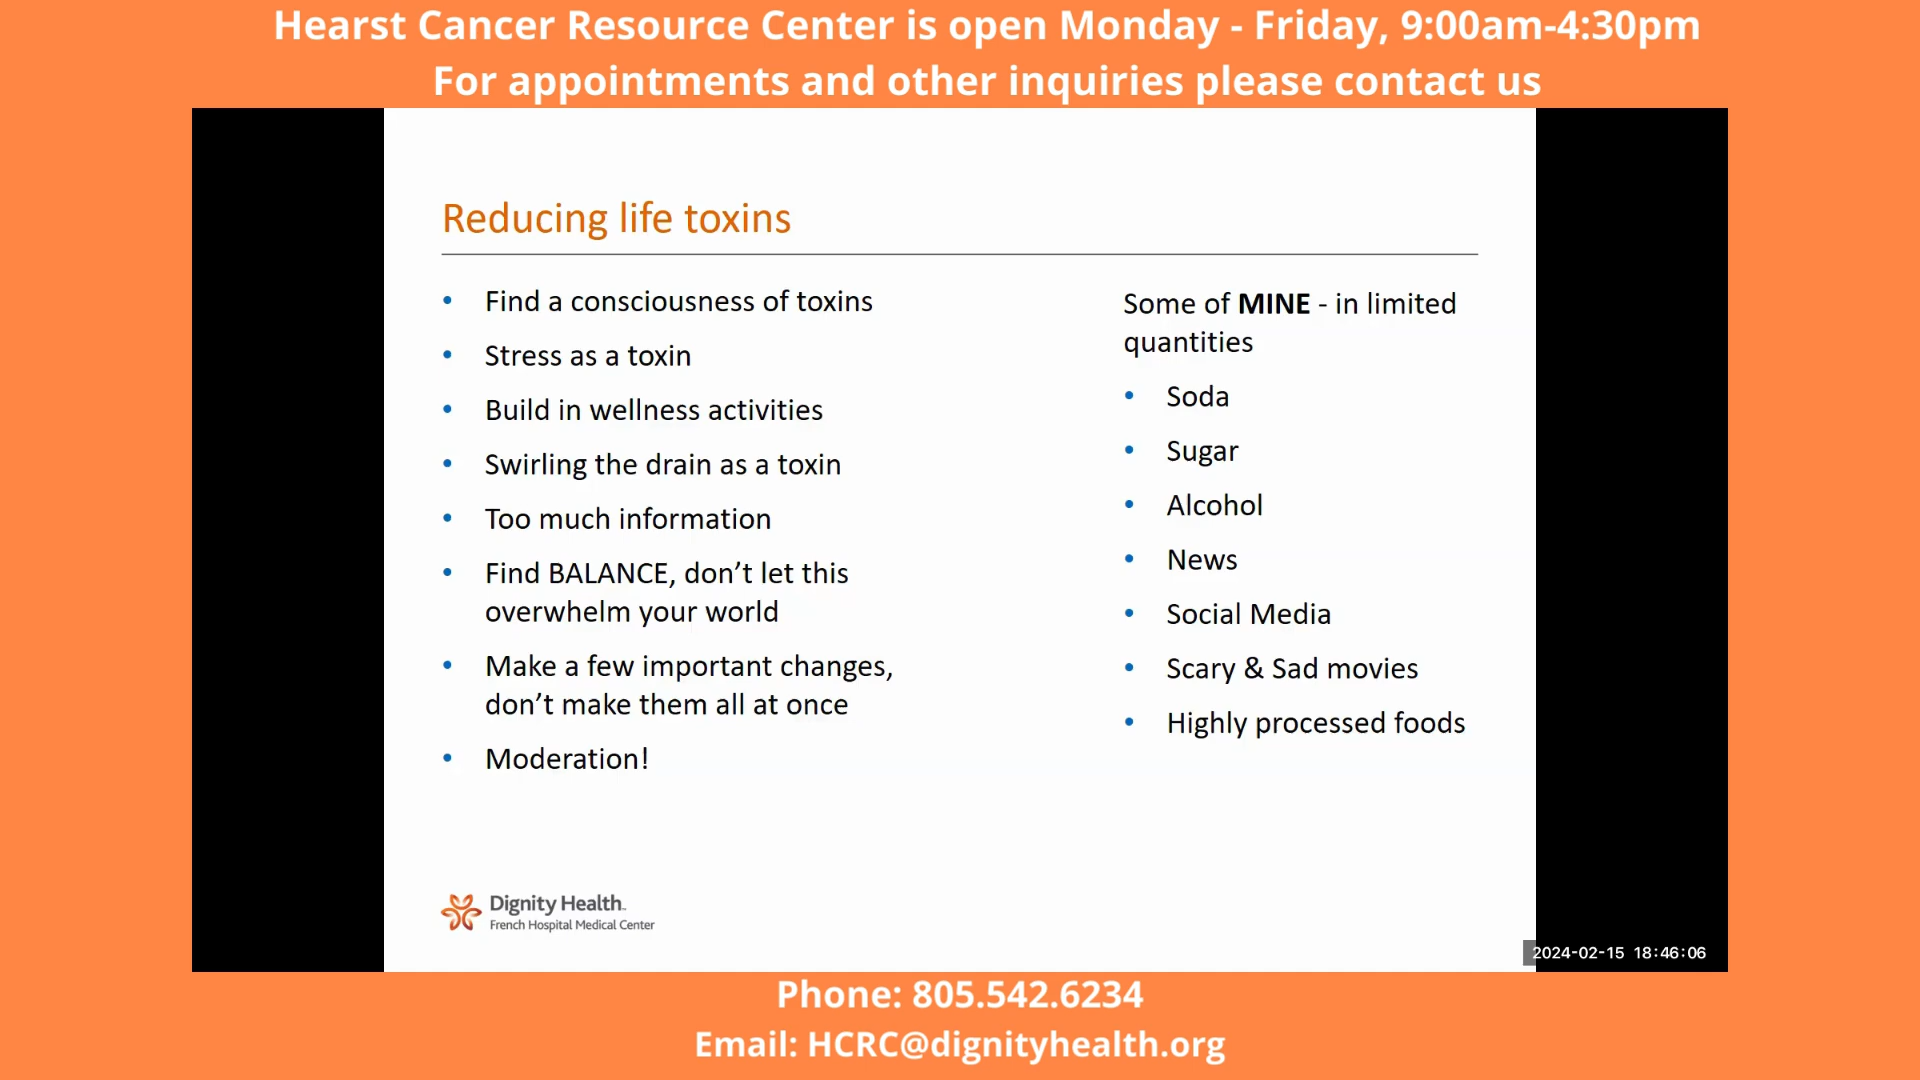 Hearst Cancer Resource Center is open Monday - Friday, 9:00am-4:30pm
For appointments and other inquiries please contact us
Reducing life toxins
• Find a consciousness of toxins
• Stress as a toxin
• Build in wellness activities
• Swirling the drain as a toxin
• Too much information
• Find BALANCE, don’t let this
overwhelm your world
• Make a few important changes,
don’t make them all at once
• Moderation!
Some of MINE - in limited
quantities
• Soda
• Sugar
• Alcohol
• News
• Social Media
• Scary & Sad movies
• Highly processed foods
Dignity Health™
French Hospital Medical Center
2024-02-15 18:46:06
Phone: 805.542.6234
Email: HCRC@dignityhealth.org